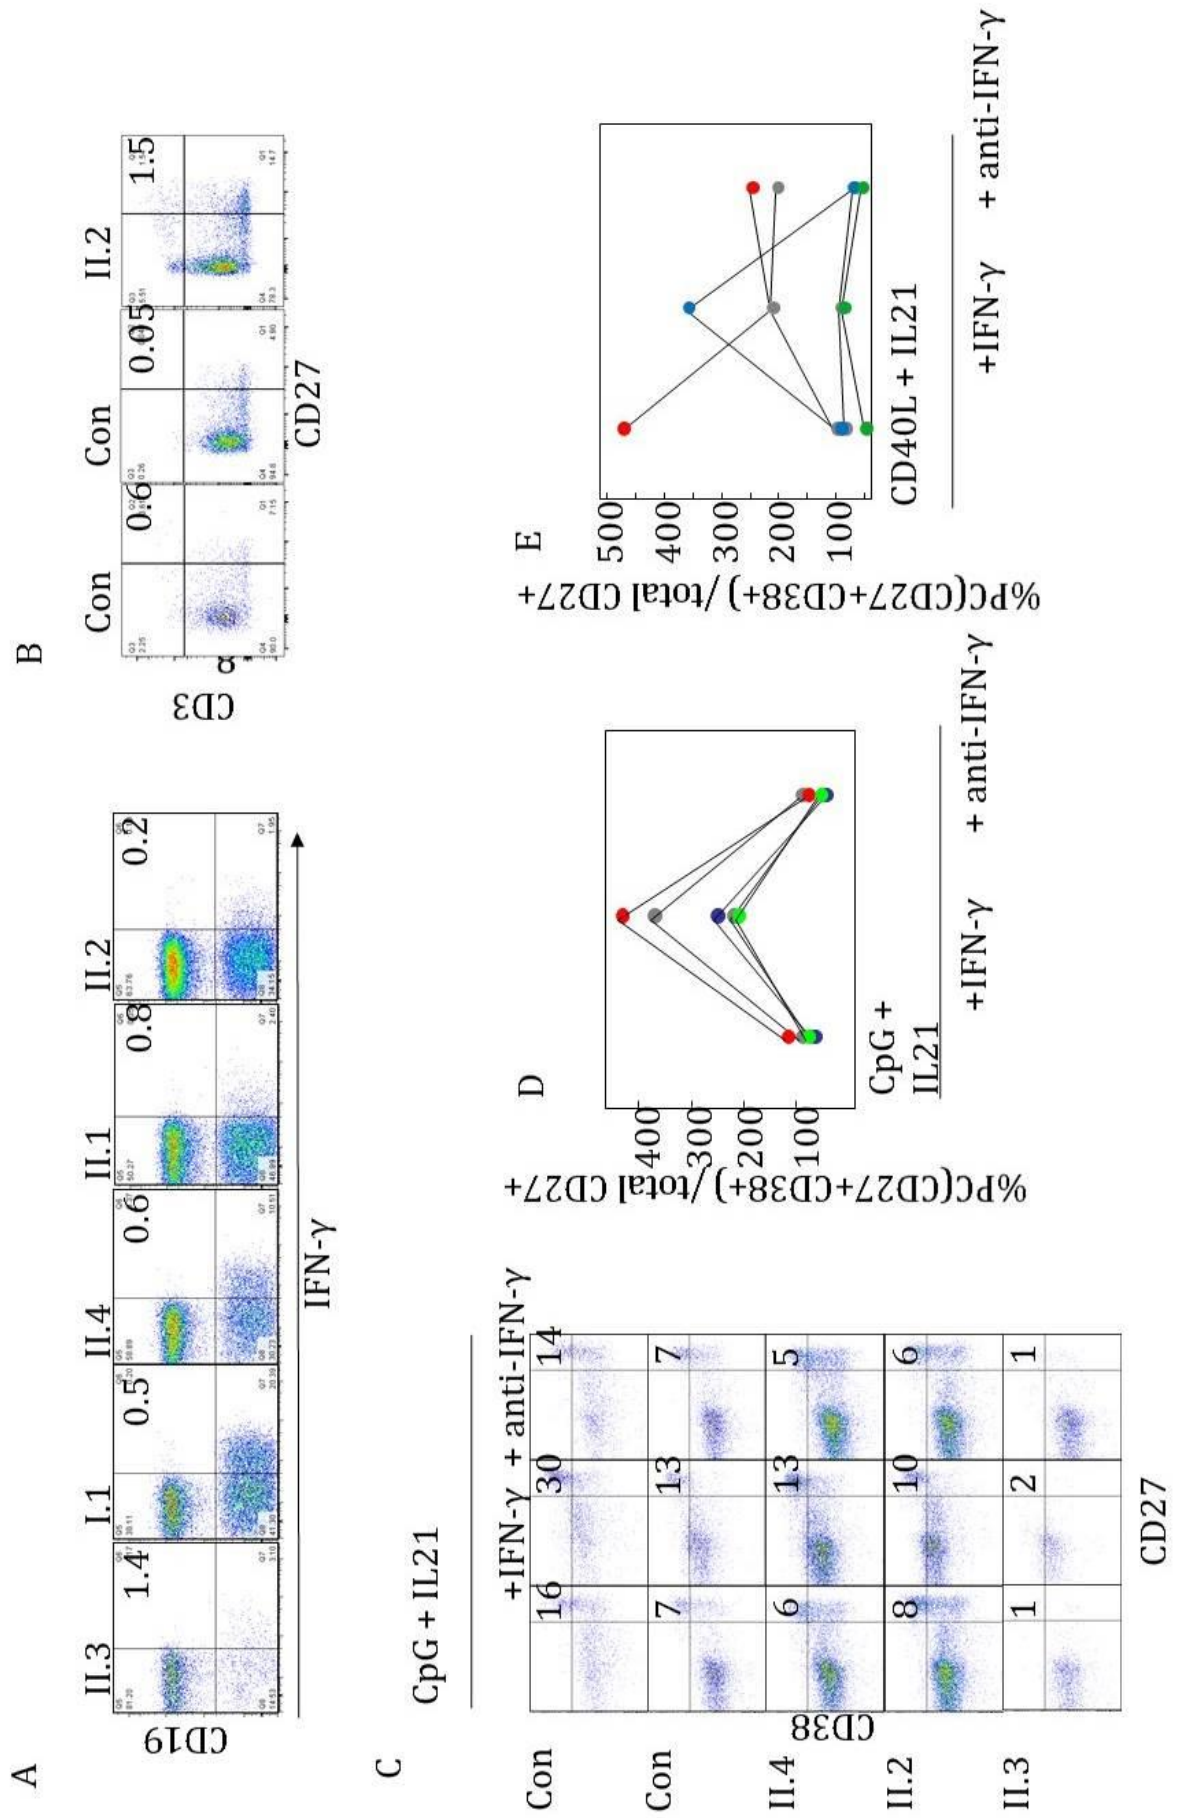 A
III.3
I.1
II.4
II.1
II.2
1.4
0.5
0.6
0.8
0.2
CD19
IFN-γ
B
Con
Con
II.2
0.6
0.05
1.5
CD3
8
CD27
C
CpG + IL21
+IFN-γ
+ anti-IFN-γ
Con
16
30
14
Con
7
13
7
II.4
6
13
5
II.2
8
10
6
II.3
1
2
1
CD38
CD27
D
400
300
200
100
%PC(CD27+CD38+)/total CD27+
CpG +
IL21
+IFN-γ
+ anti-IFN-γ
E
500
400
300
200
100
%PC(CD27+CD38+)/total CD27+
CD40L + IL21
+IFN-γ
+ anti-IFN-γ